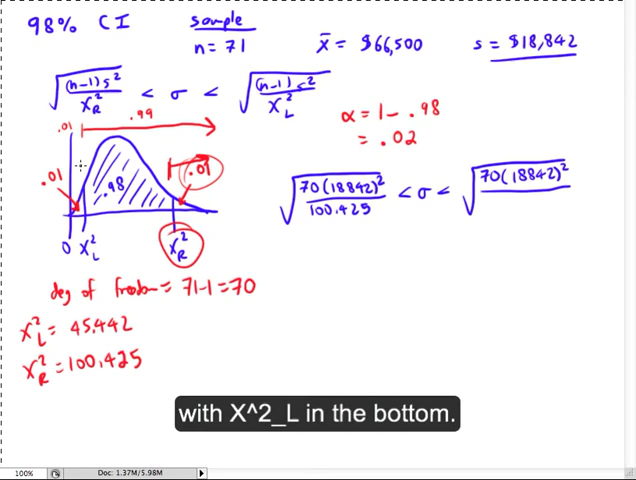 98% CI
sample
n = 71
x̄ = $66,500
s = $18,842
√((n-1)s²/X²_R) < σ < √((n-1)s²/X²_L)
α = 1 - .98
= .02
.01
.99
.01
.98
.01
0 X²_L X²_R
√(70(18842)²/100.425) < σ < √(70(18842)²/
deg of freedom = 71-1 = 70
X²_L = 45.442
X²_R = 100.425
with X^2_L in the bottom.
100% Doc: 1.37M/5.98M